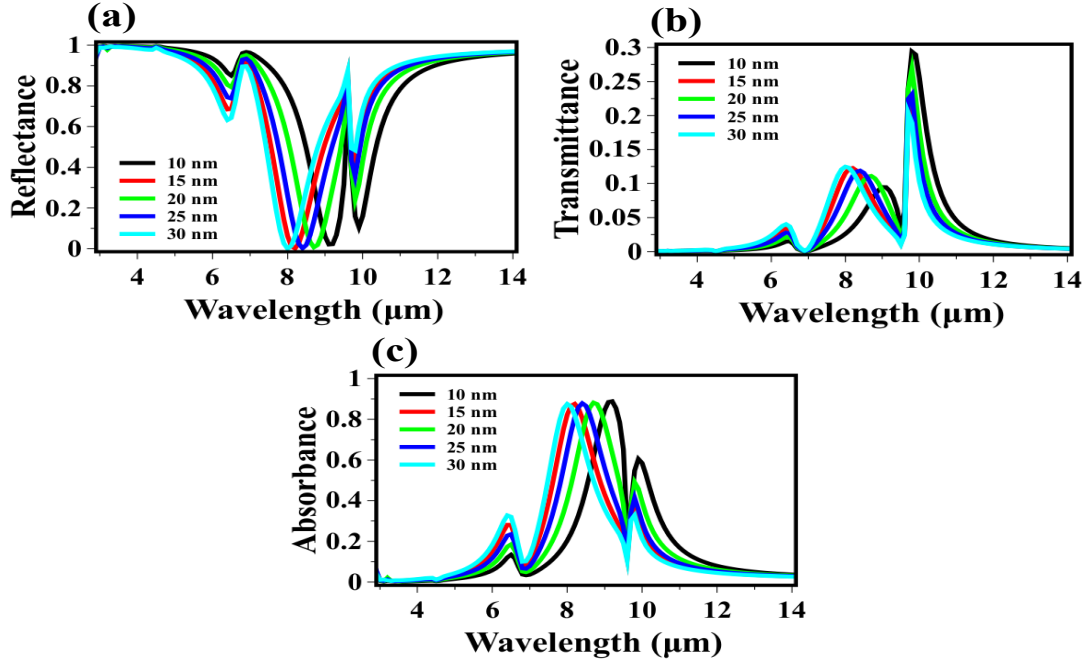 (a)
Reflectance
1
0.8
0.6
0.4
0.2
0
10 nm
15 nm
20 nm
25 nm
30 nm
4 6 8 10 12 14
Wavelength (μm)
(b)
Transmittance
0.3
0.25
0.2
0.15
0.1
0.05
0
10 nm
15 nm
20 nm
25 nm
30 nm
4 6 8 10 12 14
Wavelength (μm)
(c)
Absorbance
1
0.8
0.6
0.4
0.2
0
10 nm
15 nm
20 nm
25 nm
30 nm
4 6 8 10 12 14
Wavelength (μm)